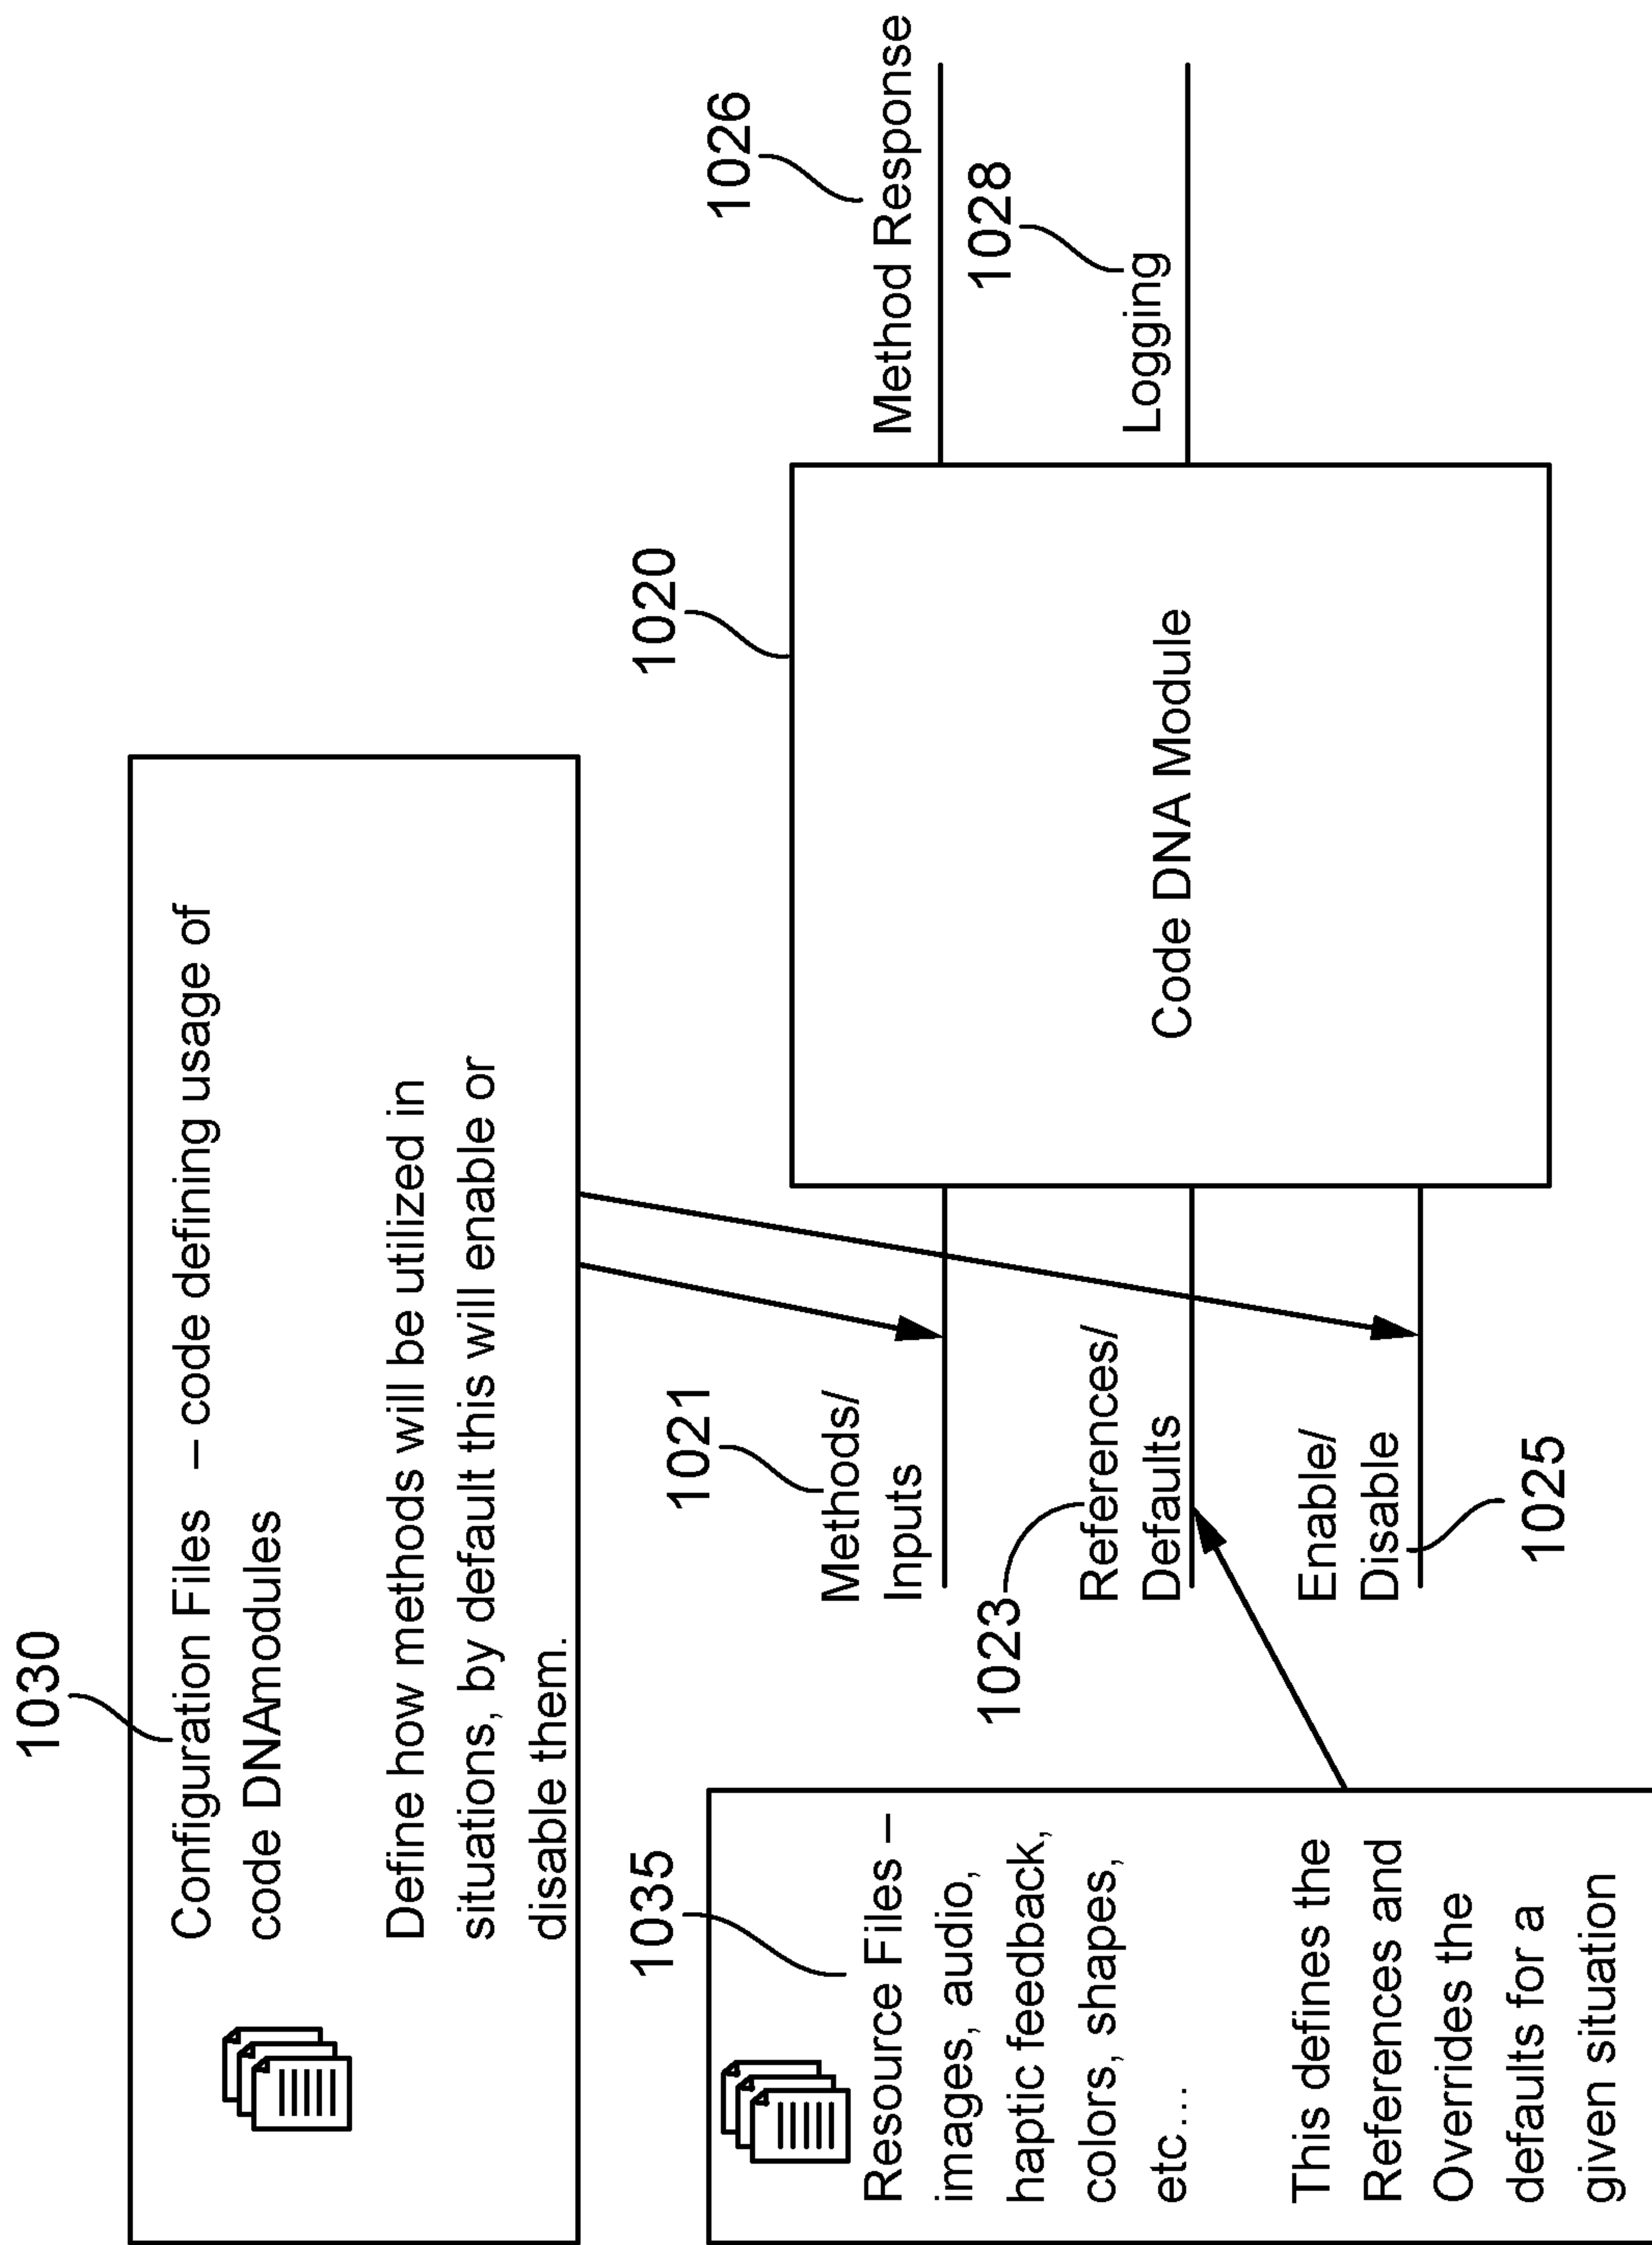 1030
Configuration Files – code defining usage of
code DNAmodules
Define how methods will be utilized in
situations, by default this will enable or
disable them.
1035
Resource Files –
images, audio,
haptic feedback,
colors, shapes,
etc...
This defines the
References and
Overrides the
defaults for a
given situation
1021
Methods/
Inputs
1023
References/
Defaults
Enable/
Disable
1025
1020
Code DNA Module
1026
Method Response
1028
Logging